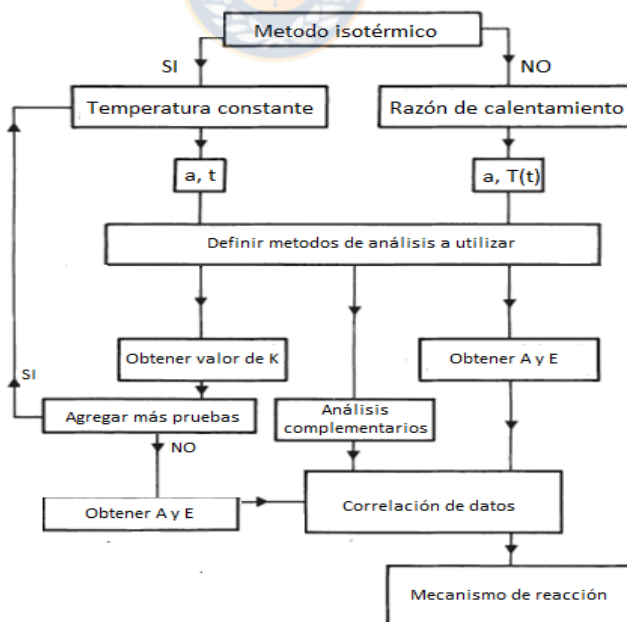 Metodo isotérmico
SI
NO
Temperatura constante
Razón de calentamiento
a, t
a, T(t)
Definir metodos de análisis a utilizar
Obtener valor de K
Obtener A y E
SI
Agregar más pruebas
Análisis
complementarios
NO
Obtener A y E
Correlación de datos
Mecanismo de reacción